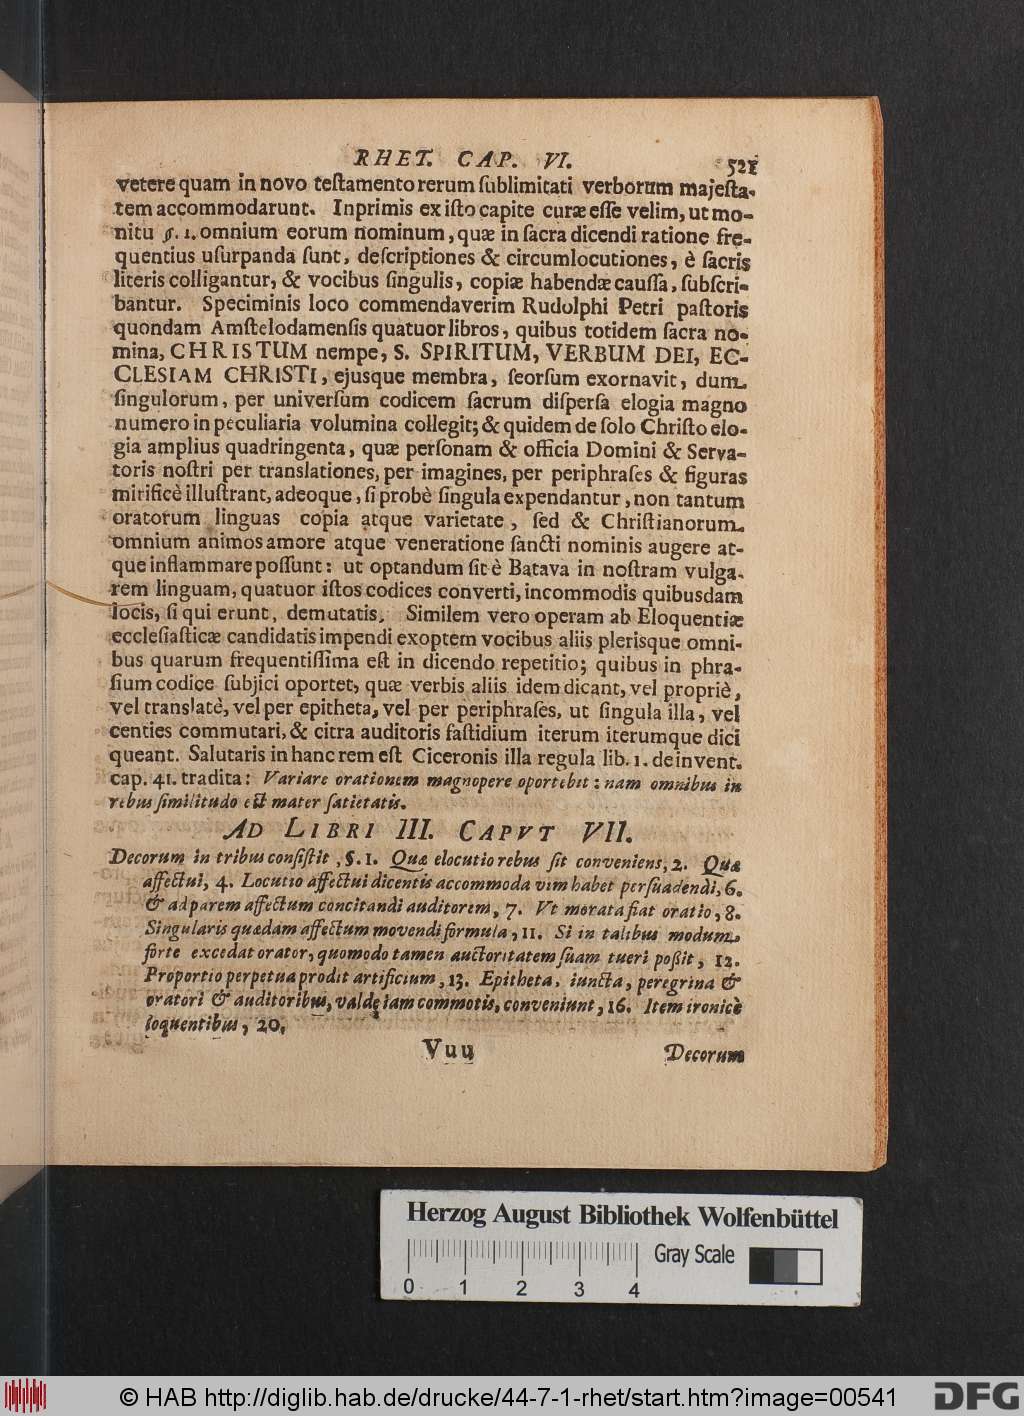 RHET. CAP. VI. 521
vetere quam in novo teſtamento rerum ſublimitati verborum majeſta-
tem accommodarunt. Inprimis ex iſto capite curæ eſſe velim, ut mo-
nitu §. 1. omnium eorum nominum, quæ in ſacra dicendi ratione fre-
quentius uſurpanda ſunt, deſcriptiones & circumlocutiones, è ſacris
literis colligantur, & vocibus ſingulis, copiæ habendæ cauſſa, ſubſcri-
bantur. Speciminis loco commendaverim Rudolphi Petri paſtoris
quondam Amſtelodamenſis quatuor libros, quibus totidem ſacra no-
mina, CHRISTUM nempe, S. SPIRITUM, VERBUM DEI, EC-
CLESIAM CHRISTI, ejusque membra, ſeorſum exornavit, dum
ſingulorum, per univerſum codicem ſacrum diſperſa elogia magno
numero in peculiaria volumina collegit; & quidem de ſolo Chriſto elo-
gia amplius quadringenta, quæ perſonam & officia Domini & Serva-
toris noſtri per translationes, per imagines, per periphraſes & figuras
mirificè illuſtrant, adeoque, ſi probè ſingula expendantur, non tantum
oratorum linguas copia atque varietate, ſed & Chriſtianorum
omnium animos amore atque veneratione ſancti nominis augere at-
que inflammare poſſunt: ut optandum ſit è Batava in noſtram vulga-
rem linguam, quatuor iſtos codices converti, incommodis quibusdam
locis, ſi qui erunt, demutatis. Similem vero operam ab Eloquentiæ
eccleſiaſticæ candidatis impendi exoptem vocibus aliis plerisque omni-
bus quarum frequentiſſima eſt in dicendo repetitio; quibus in phra-
ſium codice ſubjici oportet, quæ verbis aliis idem dicant, vel propriè,
vel translatè, vel per epitheta, vel per periphraſes, ut ſingula illa, vel
centies commutari, & citra auditoris faſtidium iterum iterumque dici
queant. Salutaris in hanc rem eſt Ciceronis illa regula lib. 1. de invent.
cap. 41. tradita: Variare orationem magnopere oportebit: nam omnibus in
rebus ſimilitudo eſt mater ſatietatis.
AD LIBRI III. CAPVT VII.
Decorum in tribus conſiſtit, §. 1. Quæ elocutio rebus ſit conveniens, 2. Quæ
affectui, 4. Locutio affectui dicentis accommoda vim habet perſuadendi, 6.
& ad parem affectum concitandi auditorem, 7. Vt morata fiat oratio, 8.
Singularis quædam affectum movendi formula, 11. Si in talibus modum
forte excedat orator, quomodo tamen auctoritatem ſuam tueri poßit, 12.
Proportio perpetua prodit artificium, 13. Epitheta, iuncta, peregrina &
oratori & auditoribus, valde iam commotis, conveniunt, 16. Item ironicè
loquentibus, 20.
Vuu Decorum
Herzog August Bibliothek Wolfenbüttel
Gray Scale
0 1 2 3 4
© HAB http://diglib.hab.de/drucke/44-7-1-rhet/start.htm?image=00541
DFG